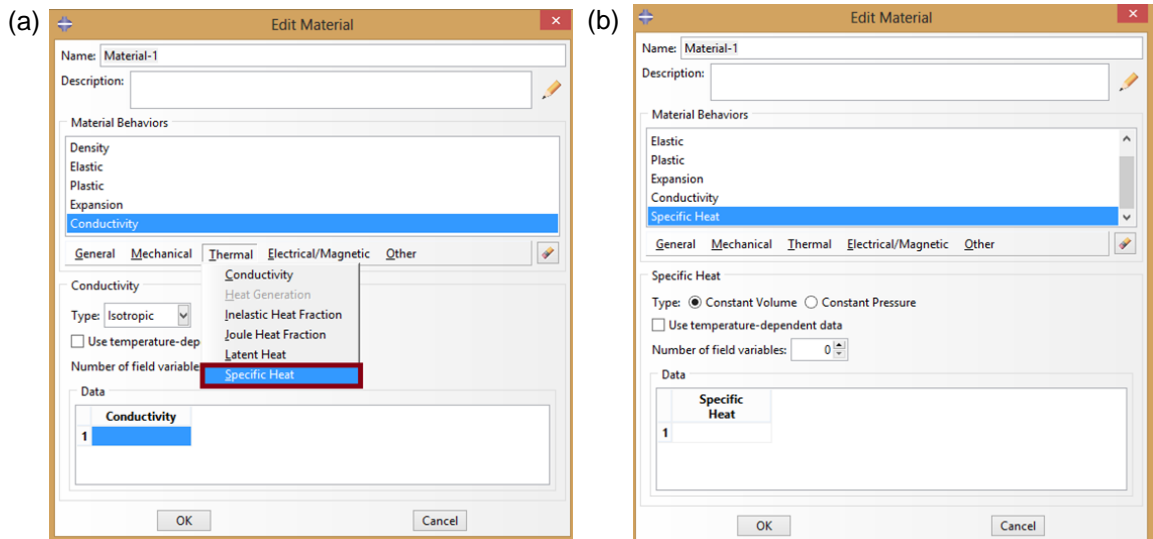 (a)
Edit Material
Name: Material-1
Description:
Material Behaviors
Density
Elastic
Plastic
Expansion
Conductivity
General Mechanical Thermal Electrical/Magnetic Other
Conductivity
Heat Generation
Inelastic Heat Fraction
Joule Heat Fraction
Latent Heat
Specific Heat
Conductivity
Type: Isotropic
Use temperature-dep
Number of field variable
Data
Conductivity
1
OK Cancel
(b)
Edit Material
Name: Material-1
Description:
Material Behaviors
Elastic
Plastic
Expansion
Conductivity
Specific Heat
General Mechanical Thermal Electrical/Magnetic Other
Specific Heat
Type: Constant Volume Constant Pressure
Use temperature-dependent data
Number of field variables: 0
Data
Specific
Heat
1
OK Cancel